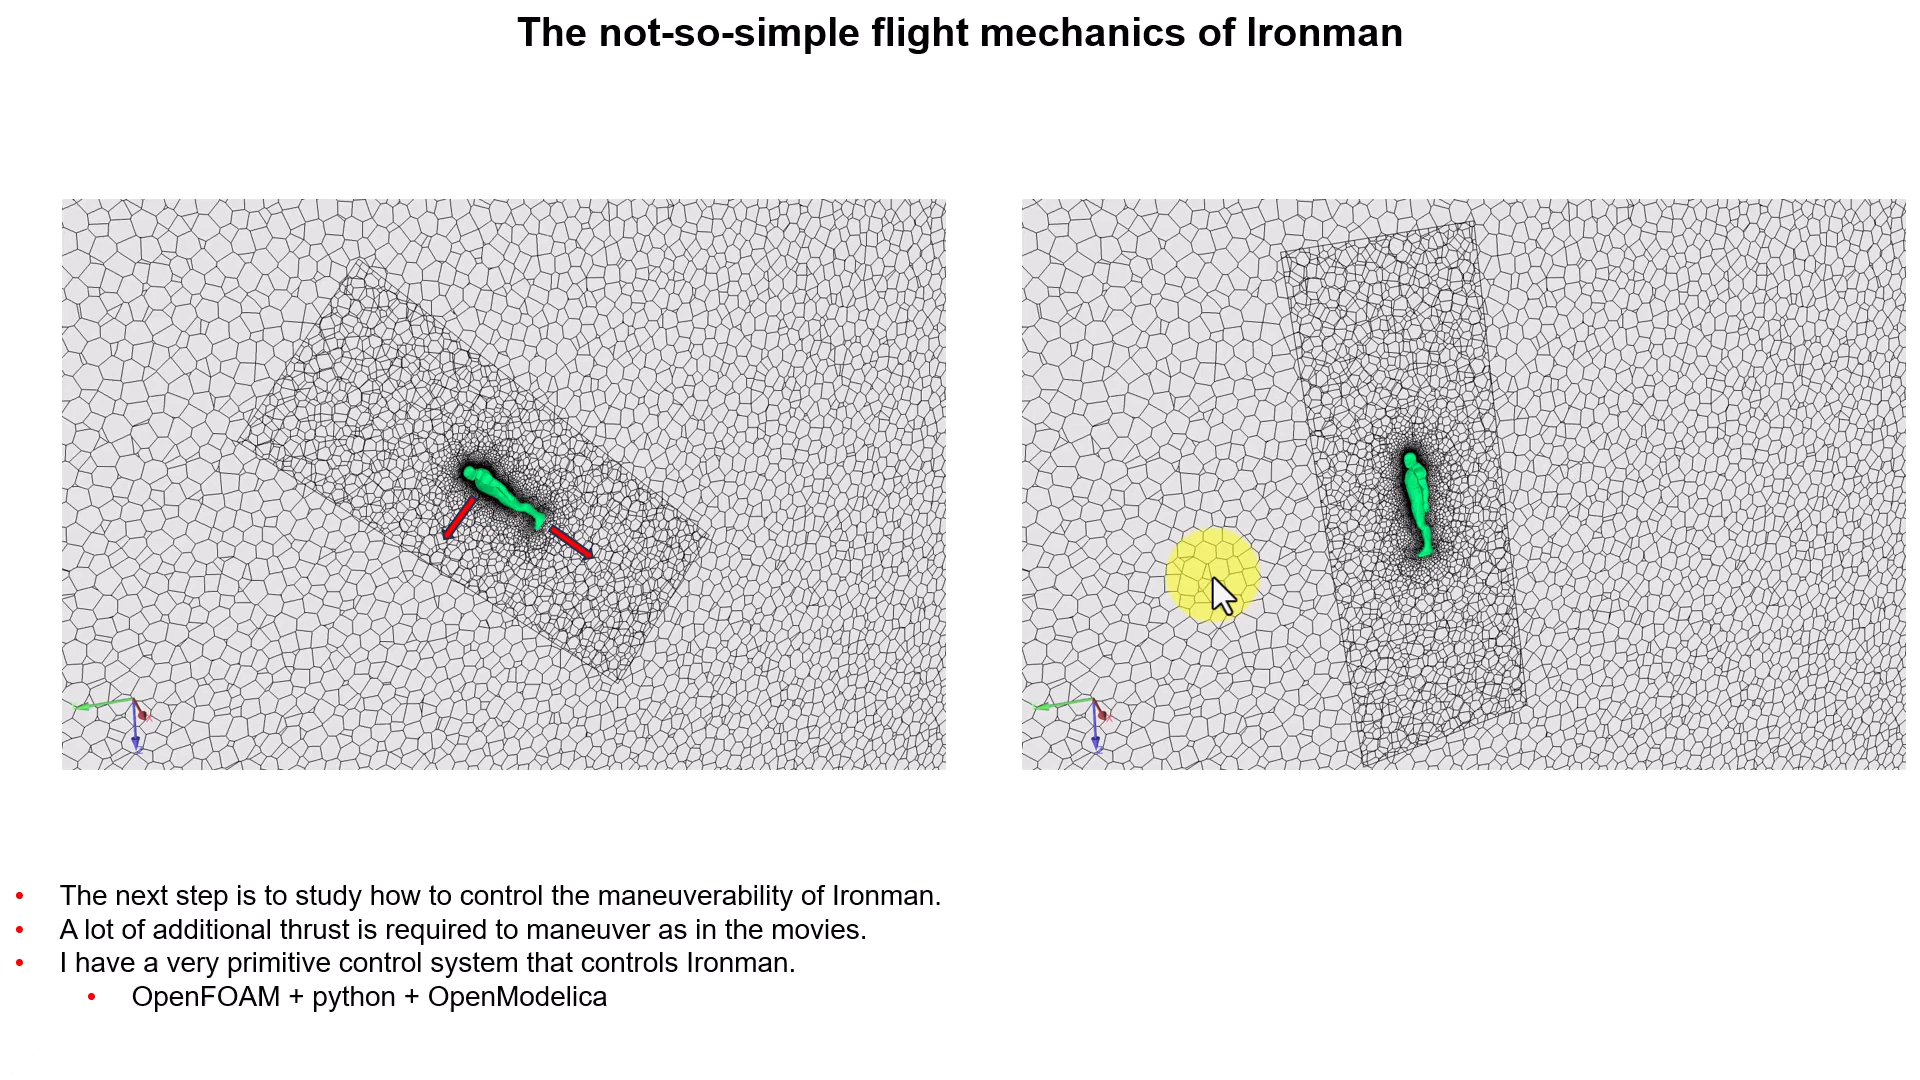 The not-so-simple flight mechanics of Ironman
The next step is to study how to control the maneuverability of Ironman.
A lot of additional thrust is required to maneuver as in the movies.
I have a very primitive control system that controls Ironman.
OpenFOAM + python + OpenModelica